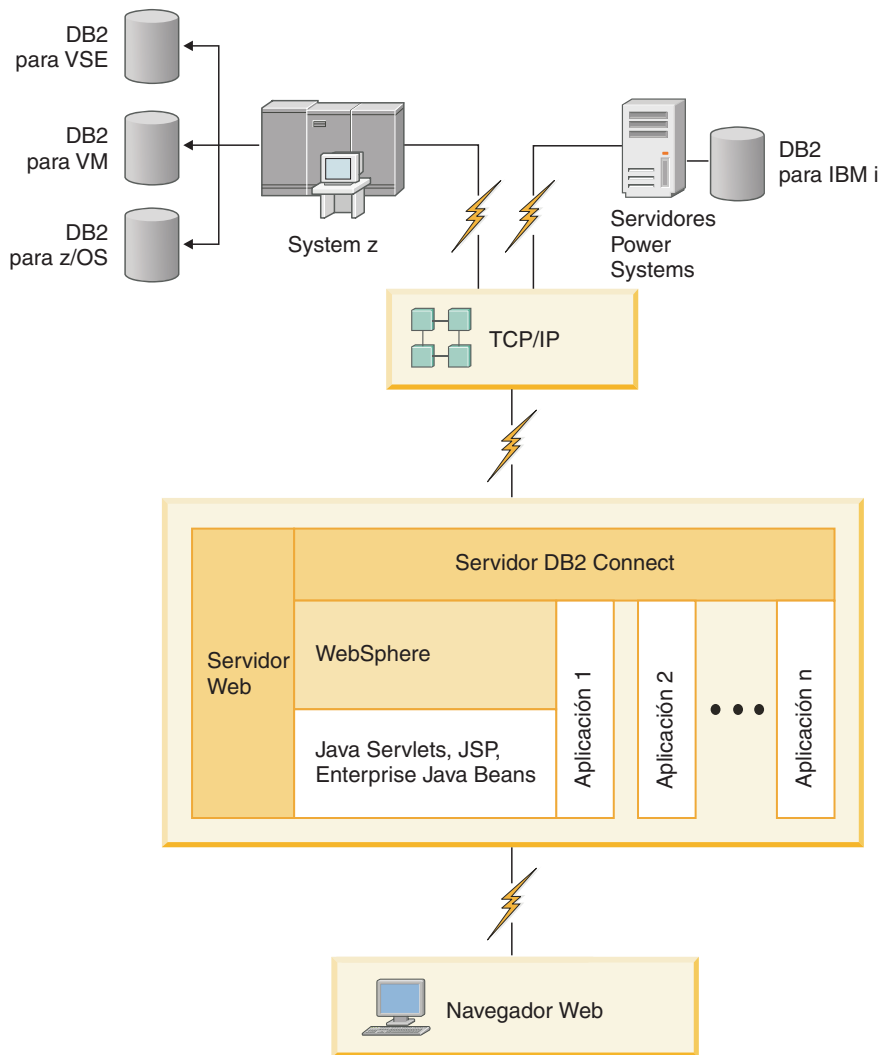 DB2
para VSE
DB2
para VM
DB2
para z/OS
System z
Servidores
Power
Systems
DB2
para IBM i
TCP/IP
Servidor DB2 Connect
Servidor
Web
WebSphere
Java Servlets, JSP,
Enterprise Java Beans
Aplicación 1
Aplicación 2
Aplicación n
Navegador Web